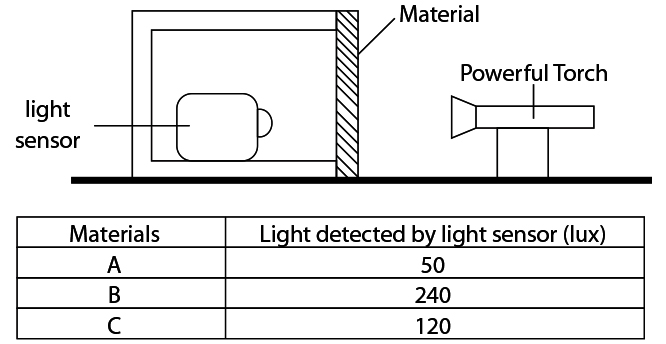 Material
Powerful Torch
light
sensor
Materials Light detected by light sensor (lux)
A 50
B 240
C 120